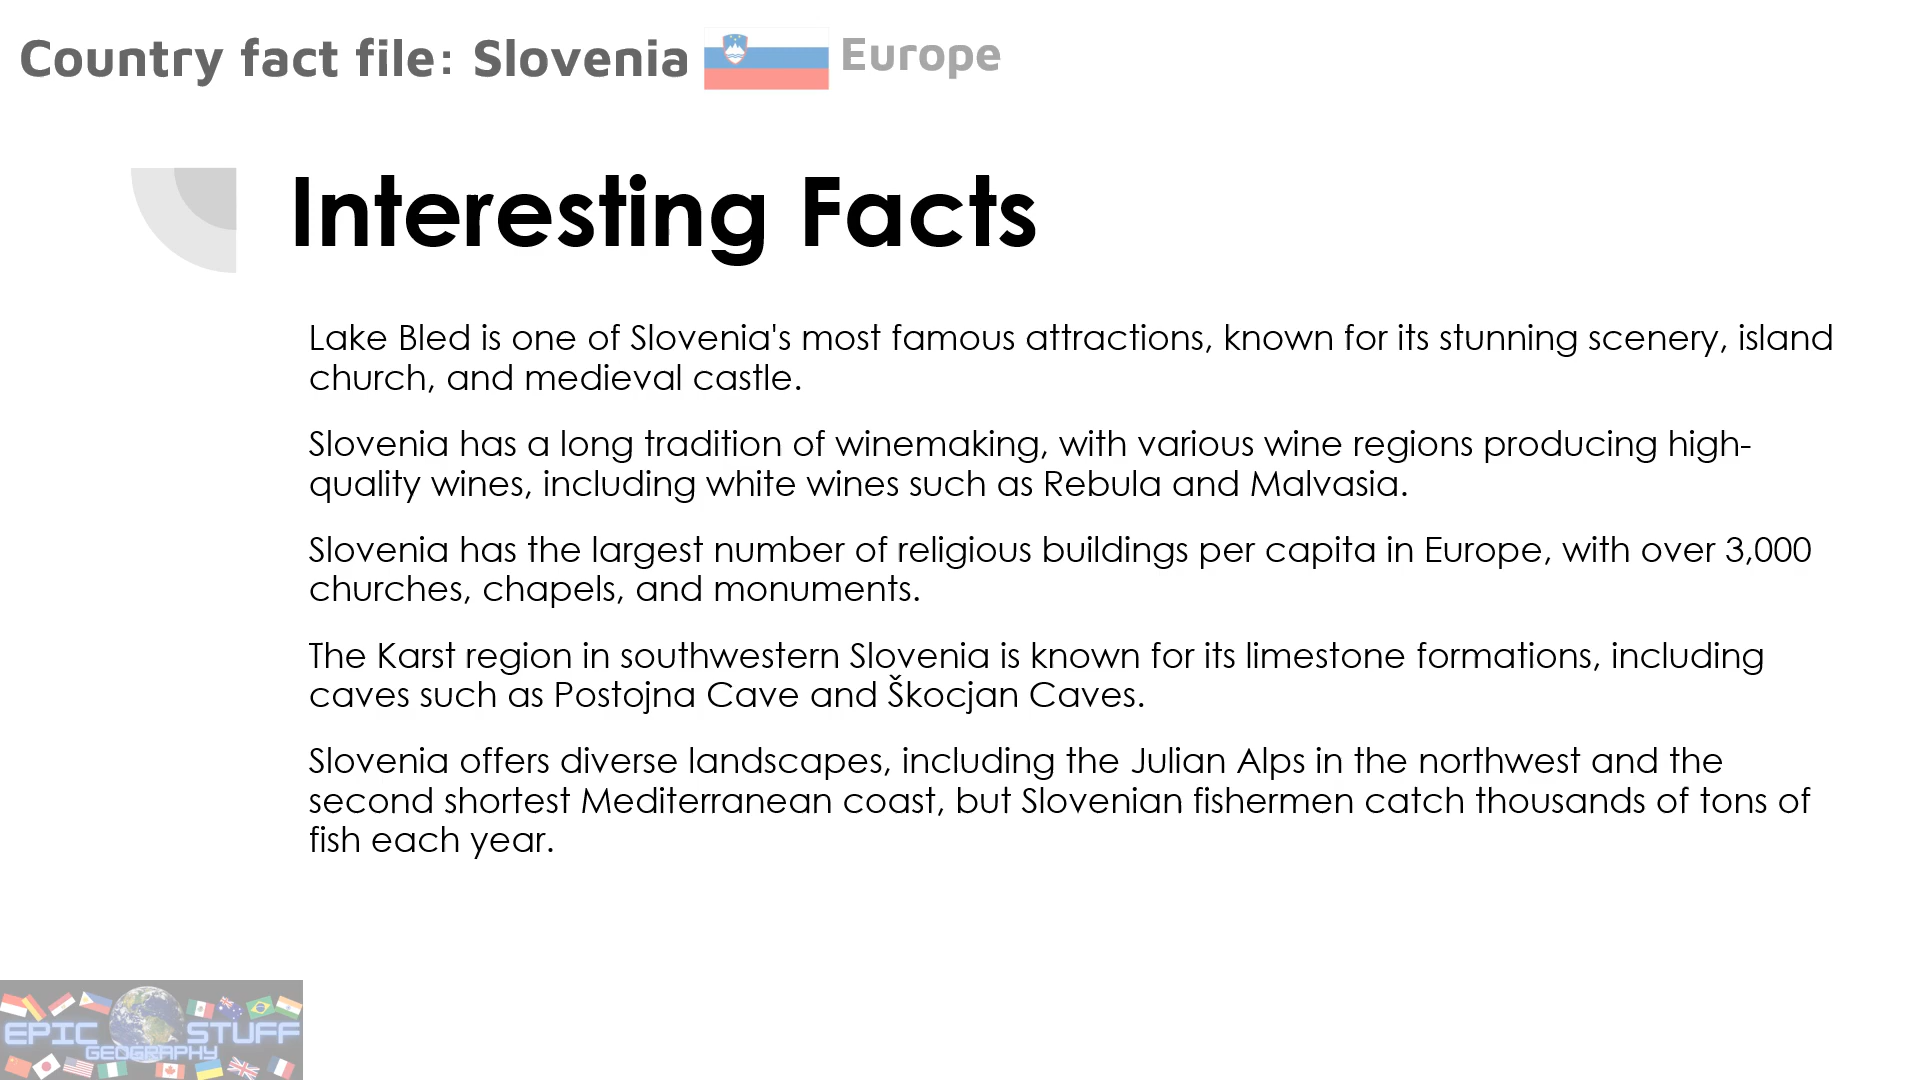 Country fact file: Slovenia
Europe
Interesting Facts
Lake Bled is one of Slovenia's most famous attractions, known for its stunning scenery, island
church, and medieval castle.
Slovenia has a long tradition of winemaking, with various wine regions producing high-
quality wines, including white wines such as Rebula and Malvasia.
Slovenia has the largest number of religious buildings per capita in Europe, with over 3,000
churches, chapels, and monuments.
The Karst region in southwestern Slovenia is known for its limestone formations, including
caves such as Postojna Cave and Škocjan Caves.
Slovenia offers diverse landscapes, including the Julian Alps in the northwest and the
second shortest Mediterranean coast, but Slovenian fishermen catch thousands of tons of
fish each year.
EPIC STUFF
GEOGRAPHY